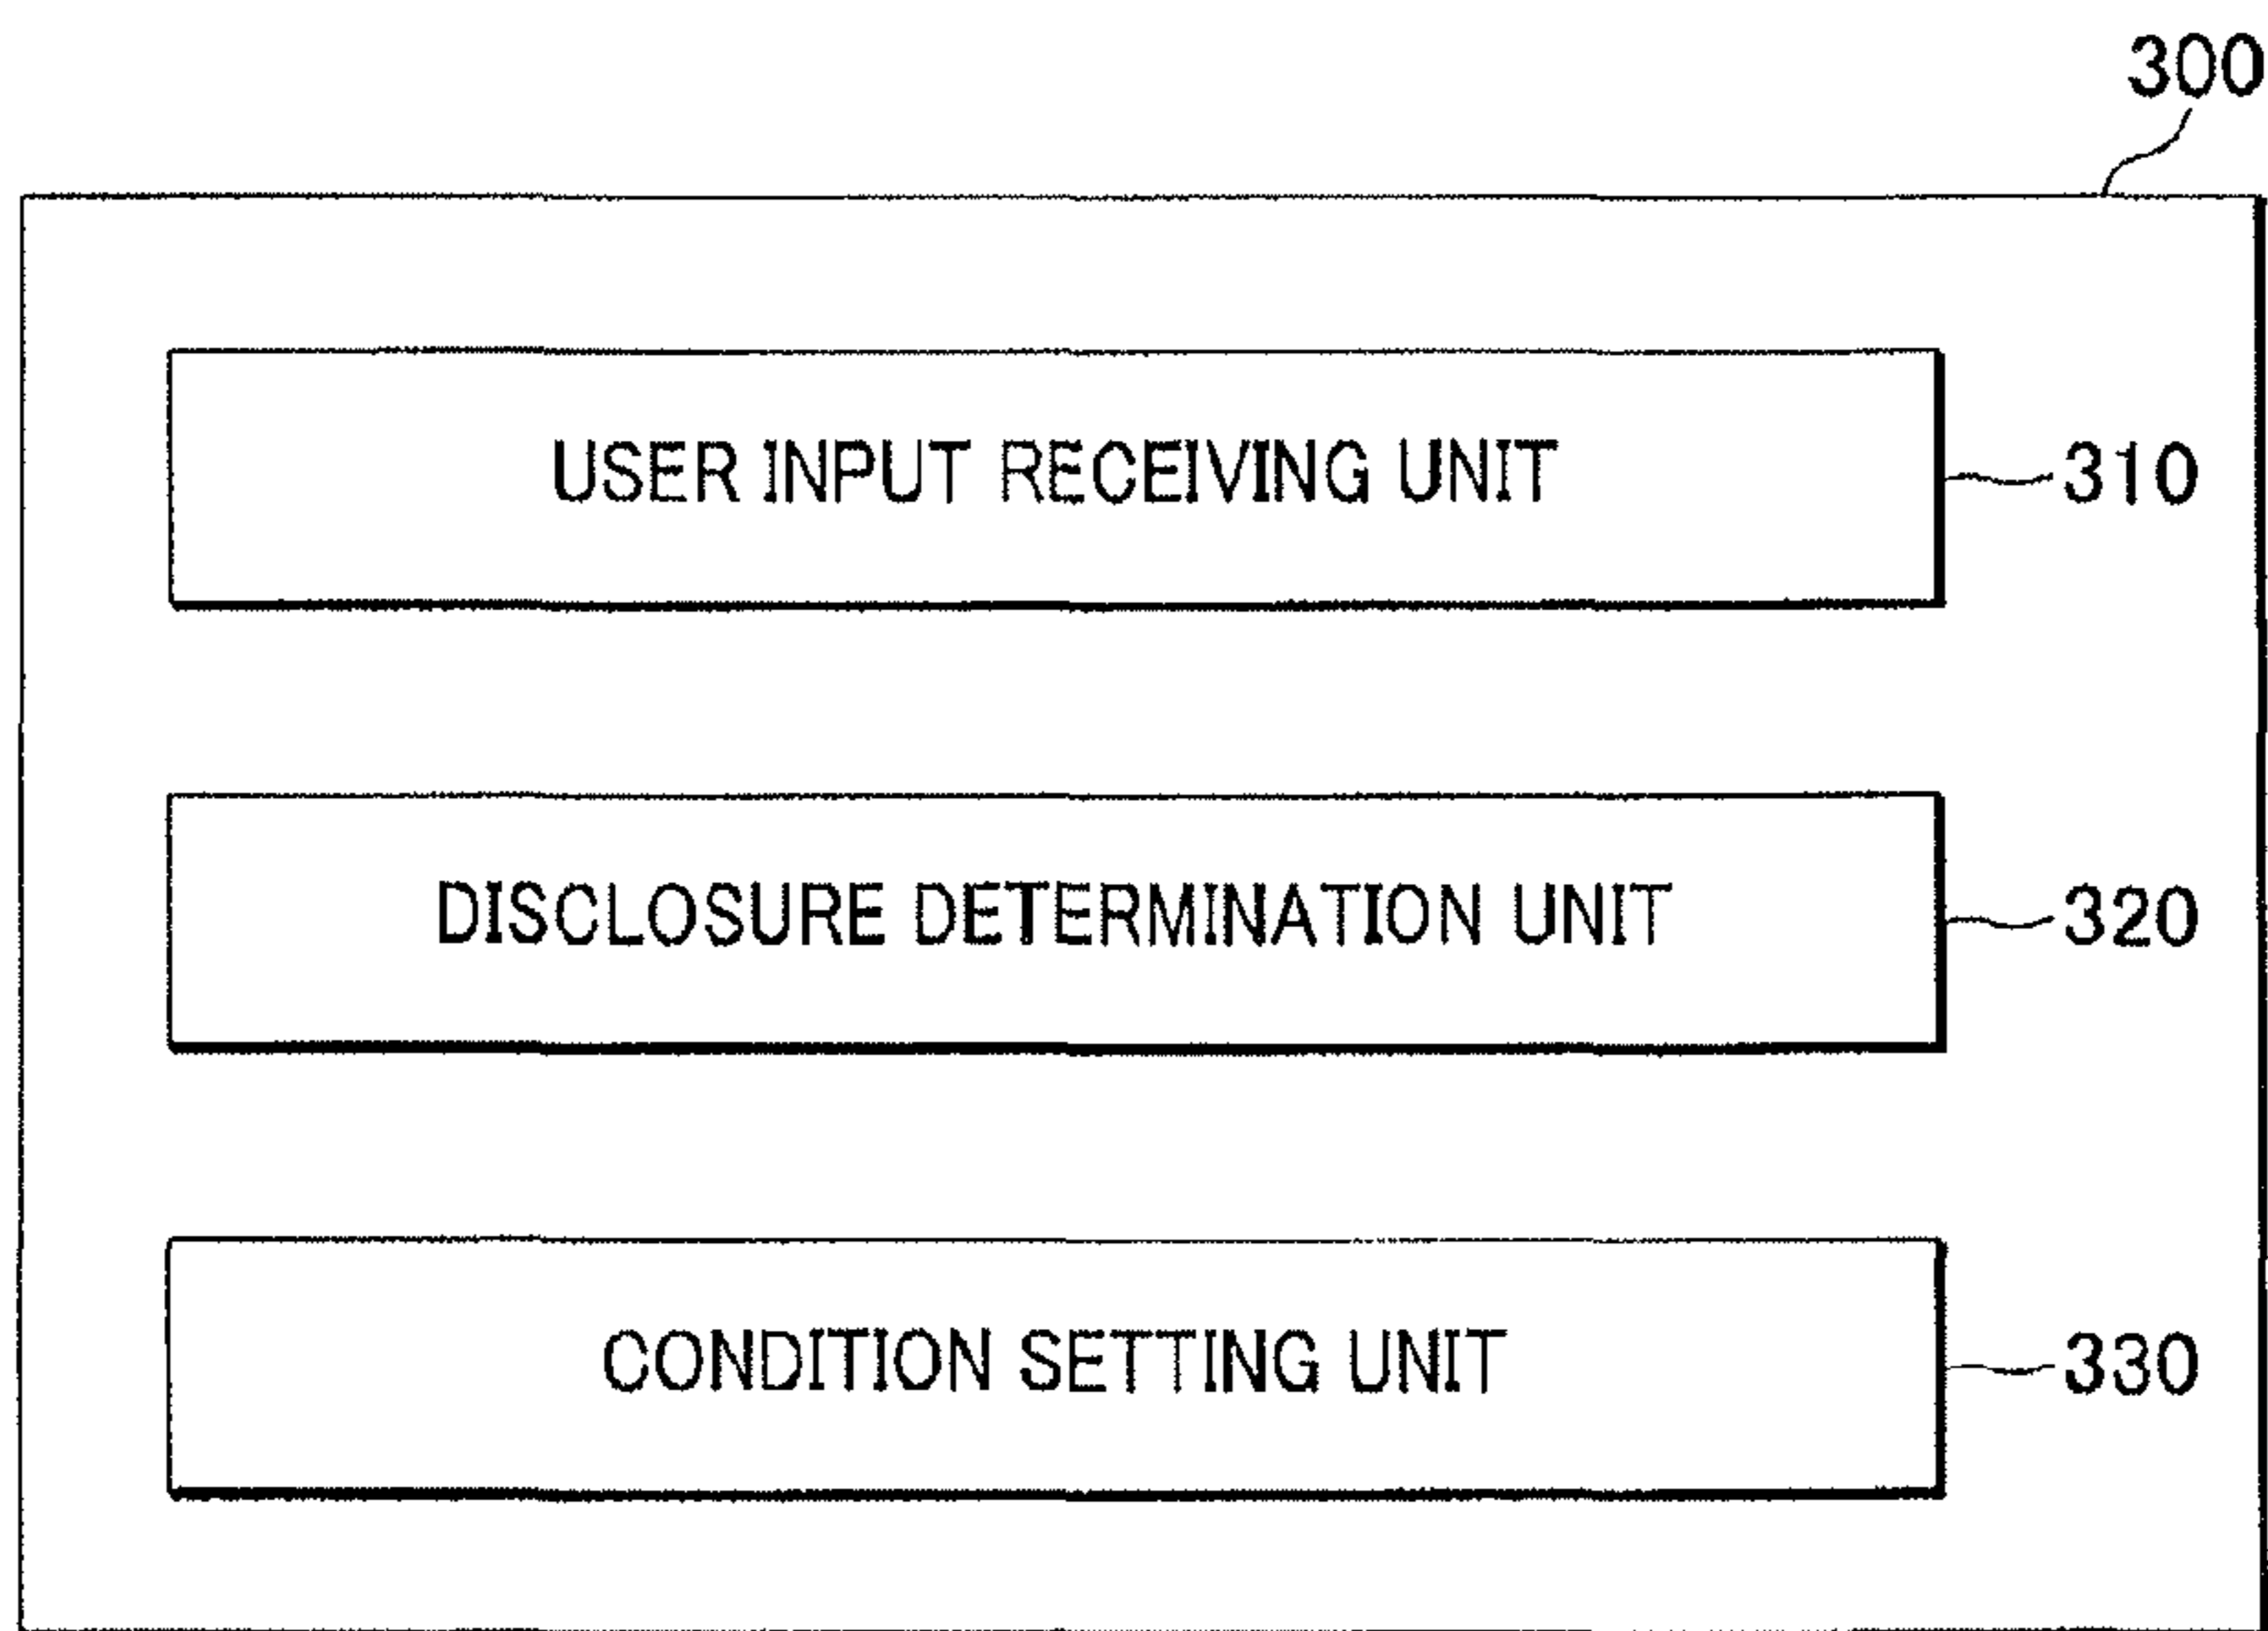 300
USER INPUT RECEIVING UNIT 310
DISCLOSURE DETERMINATION UNIT 320
CONDITION SETTING UNIT 330